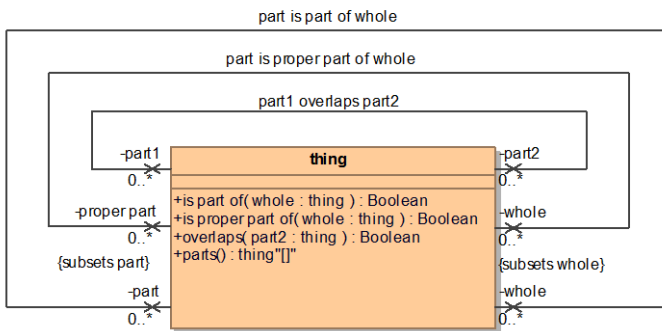 part is part of whole
part is proper part of whole
part1 overlaps part2
-part1
thing
-part2
0..*
0..*
+is part of( whole : thing ) : Boolean
-proper part
+is proper part of( whole : thing ) : Boolean
-whole
0..*
+overlaps( part2 : thing ) : Boolean
0..*
+parts() : thing"[]"
{subsets part}
{subsets whole}
-part
-whole
0..*
0..*